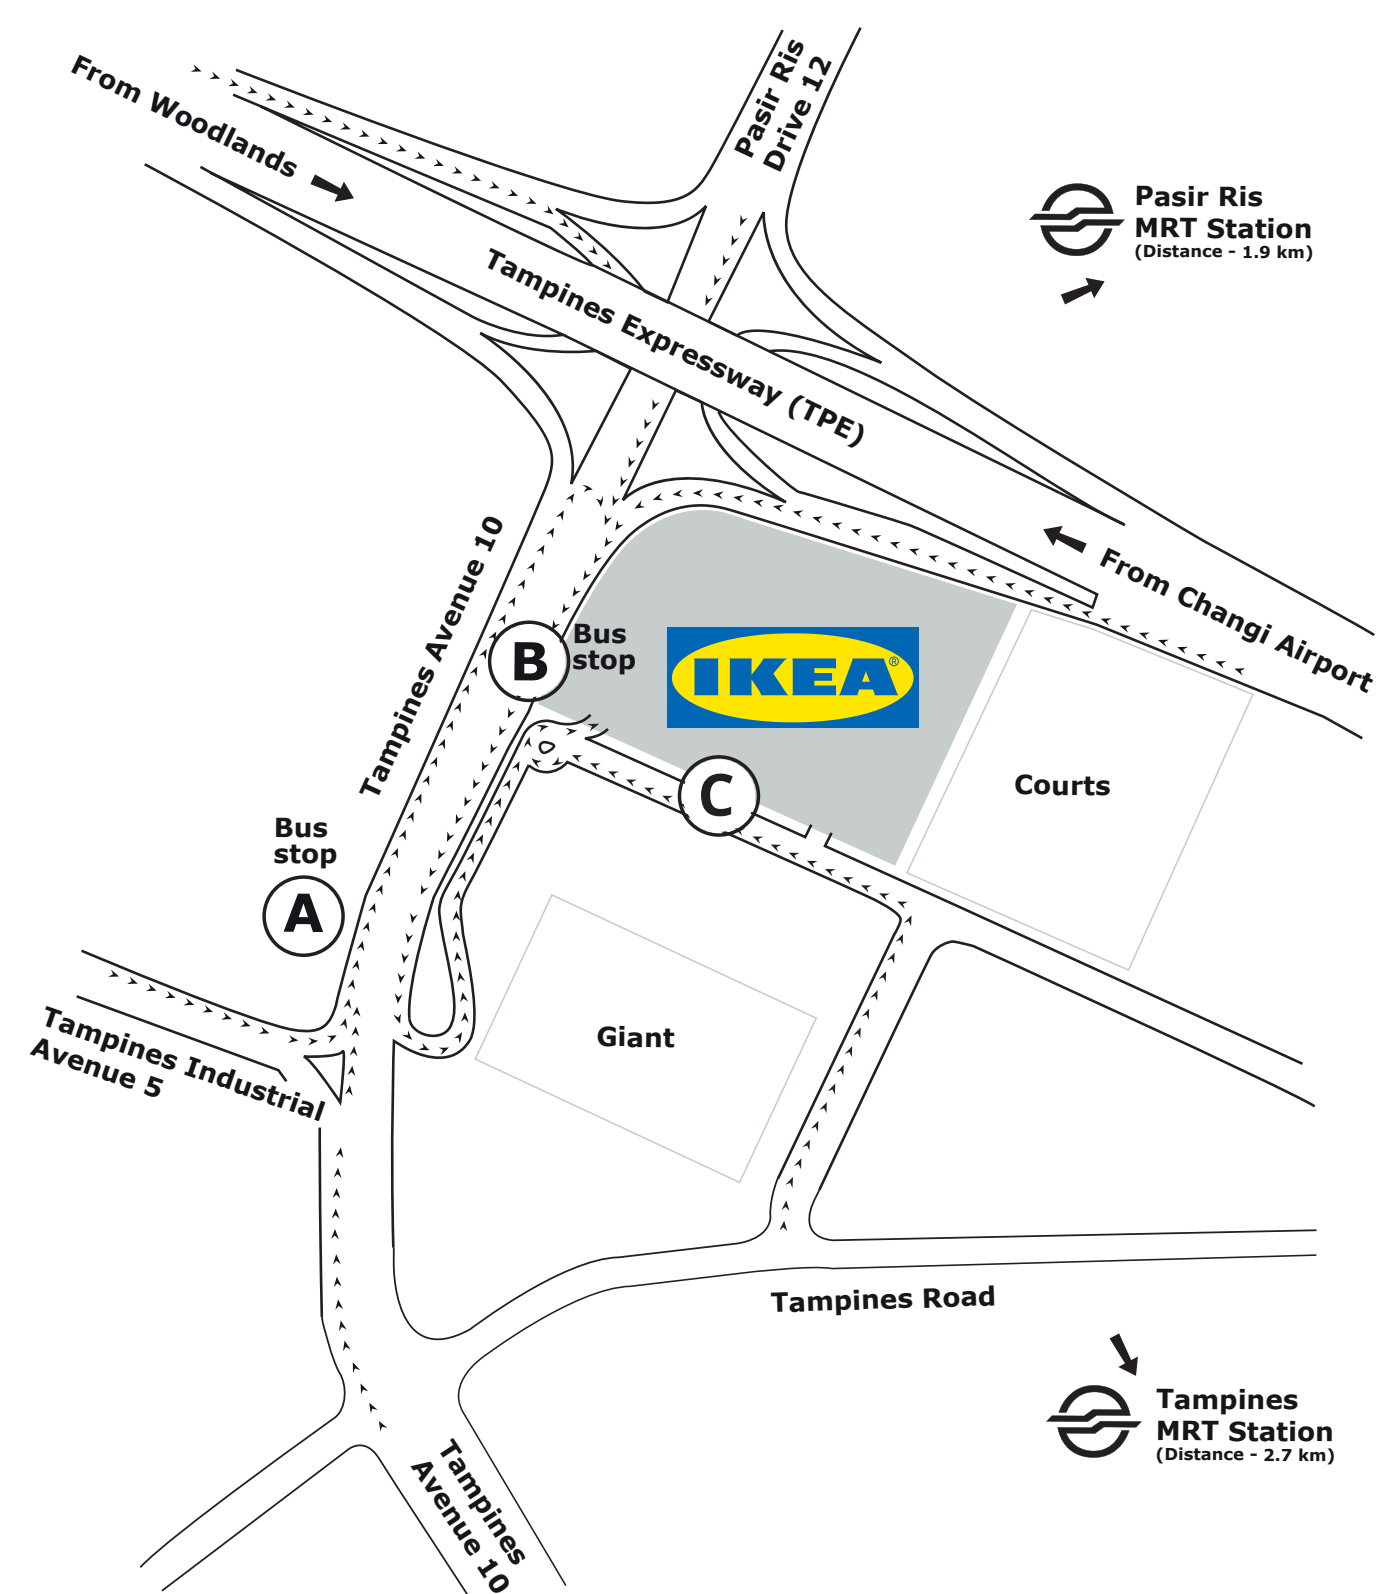 From Woodlands
Pasir Ris
Drive 12
Pasir Ris
MRT Station
(Distance - 1.9 km)
Tampines Expressway (TPE)
From Changi Airport
Tampines Avenue 10
B
Bus
stop
IKEA®
C
Courts
Bus
stop
A
Giant
Tampines Industrial
Avenue 5
Tampines Road
Tampines
MRT Station
(Distance - 2.7 km)
Tampines
Avenue 10